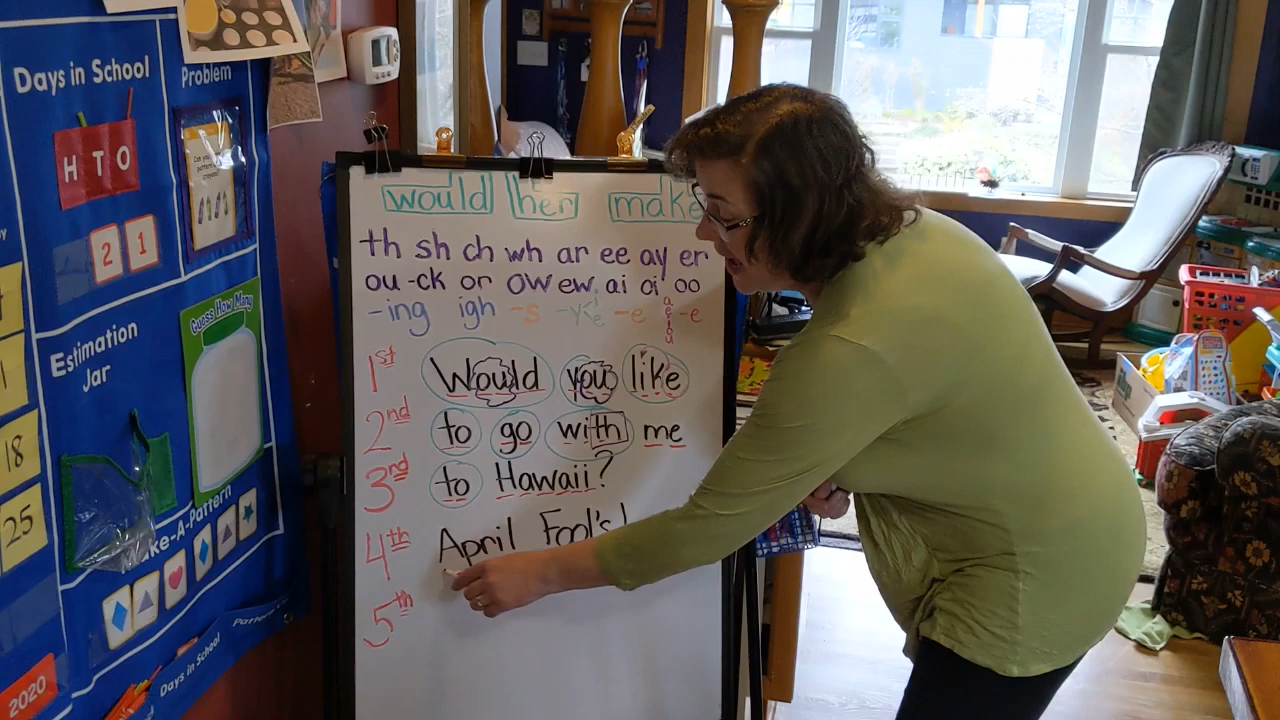 Days in School
Problem
H T O
2 1
Estimation
Jar
Guess How Many
18
25
Make-A-Pattern
Days in School
2020
would her make
th sh ch wh ar ee ay er
ou -ck or ow ew ai oi oo
-ing igh -s -y -e a e i o u -e
1st Would you like
2nd to go with me
3nd to Hawaii?
4th April Fool's!
5th